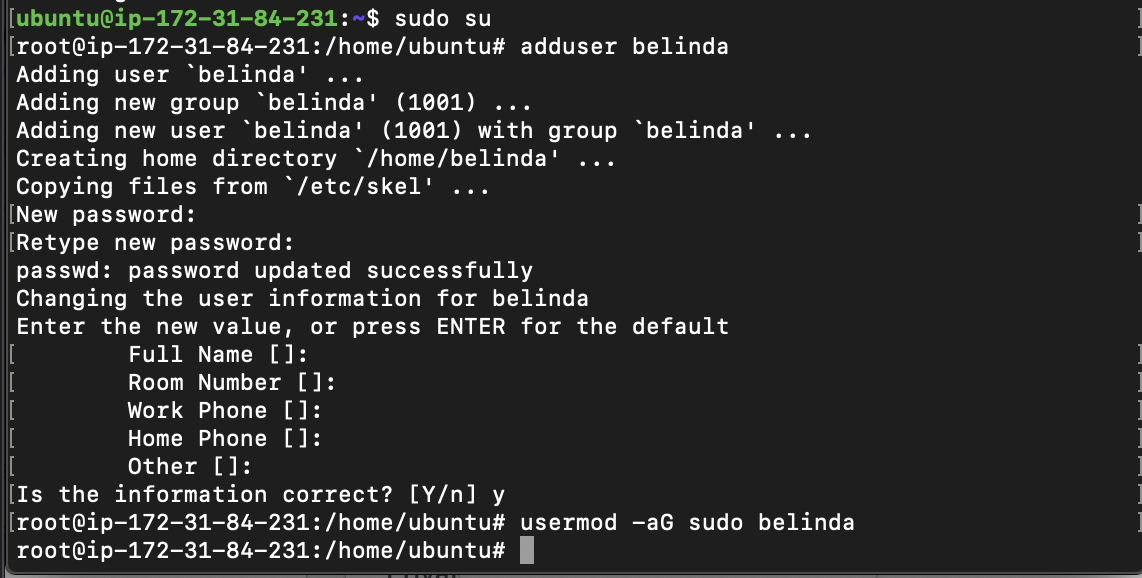 [ubuntu@ip-172-31-84-231:~$ sudo su ]
[root@ip-172-31-84-231:/home/ubuntu# adduser belinda ]
Adding user `belinda' ...
Adding new group `belinda' (1001) ...
Adding new user `belinda' (1001) with group `belinda' ...
Creating home directory `/home/belinda' ...
Copying files from `/etc/skel' ...
[New password: ]
[Retype new password: ]
passwd: password updated successfully
Changing the user information for belinda
Enter the new value, or press ENTER for the default
[ Full Name []: ]
[ Room Number []: ]
[ Work Phone []: ]
[ Home Phone []: ]
[ Other []: ]
[Is the information correct? [Y/n] y ]
[root@ip-172-31-84-231:/home/ubuntu# usermod -aG sudo belinda ]
root@ip-172-31-84-231:/home/ubuntu#